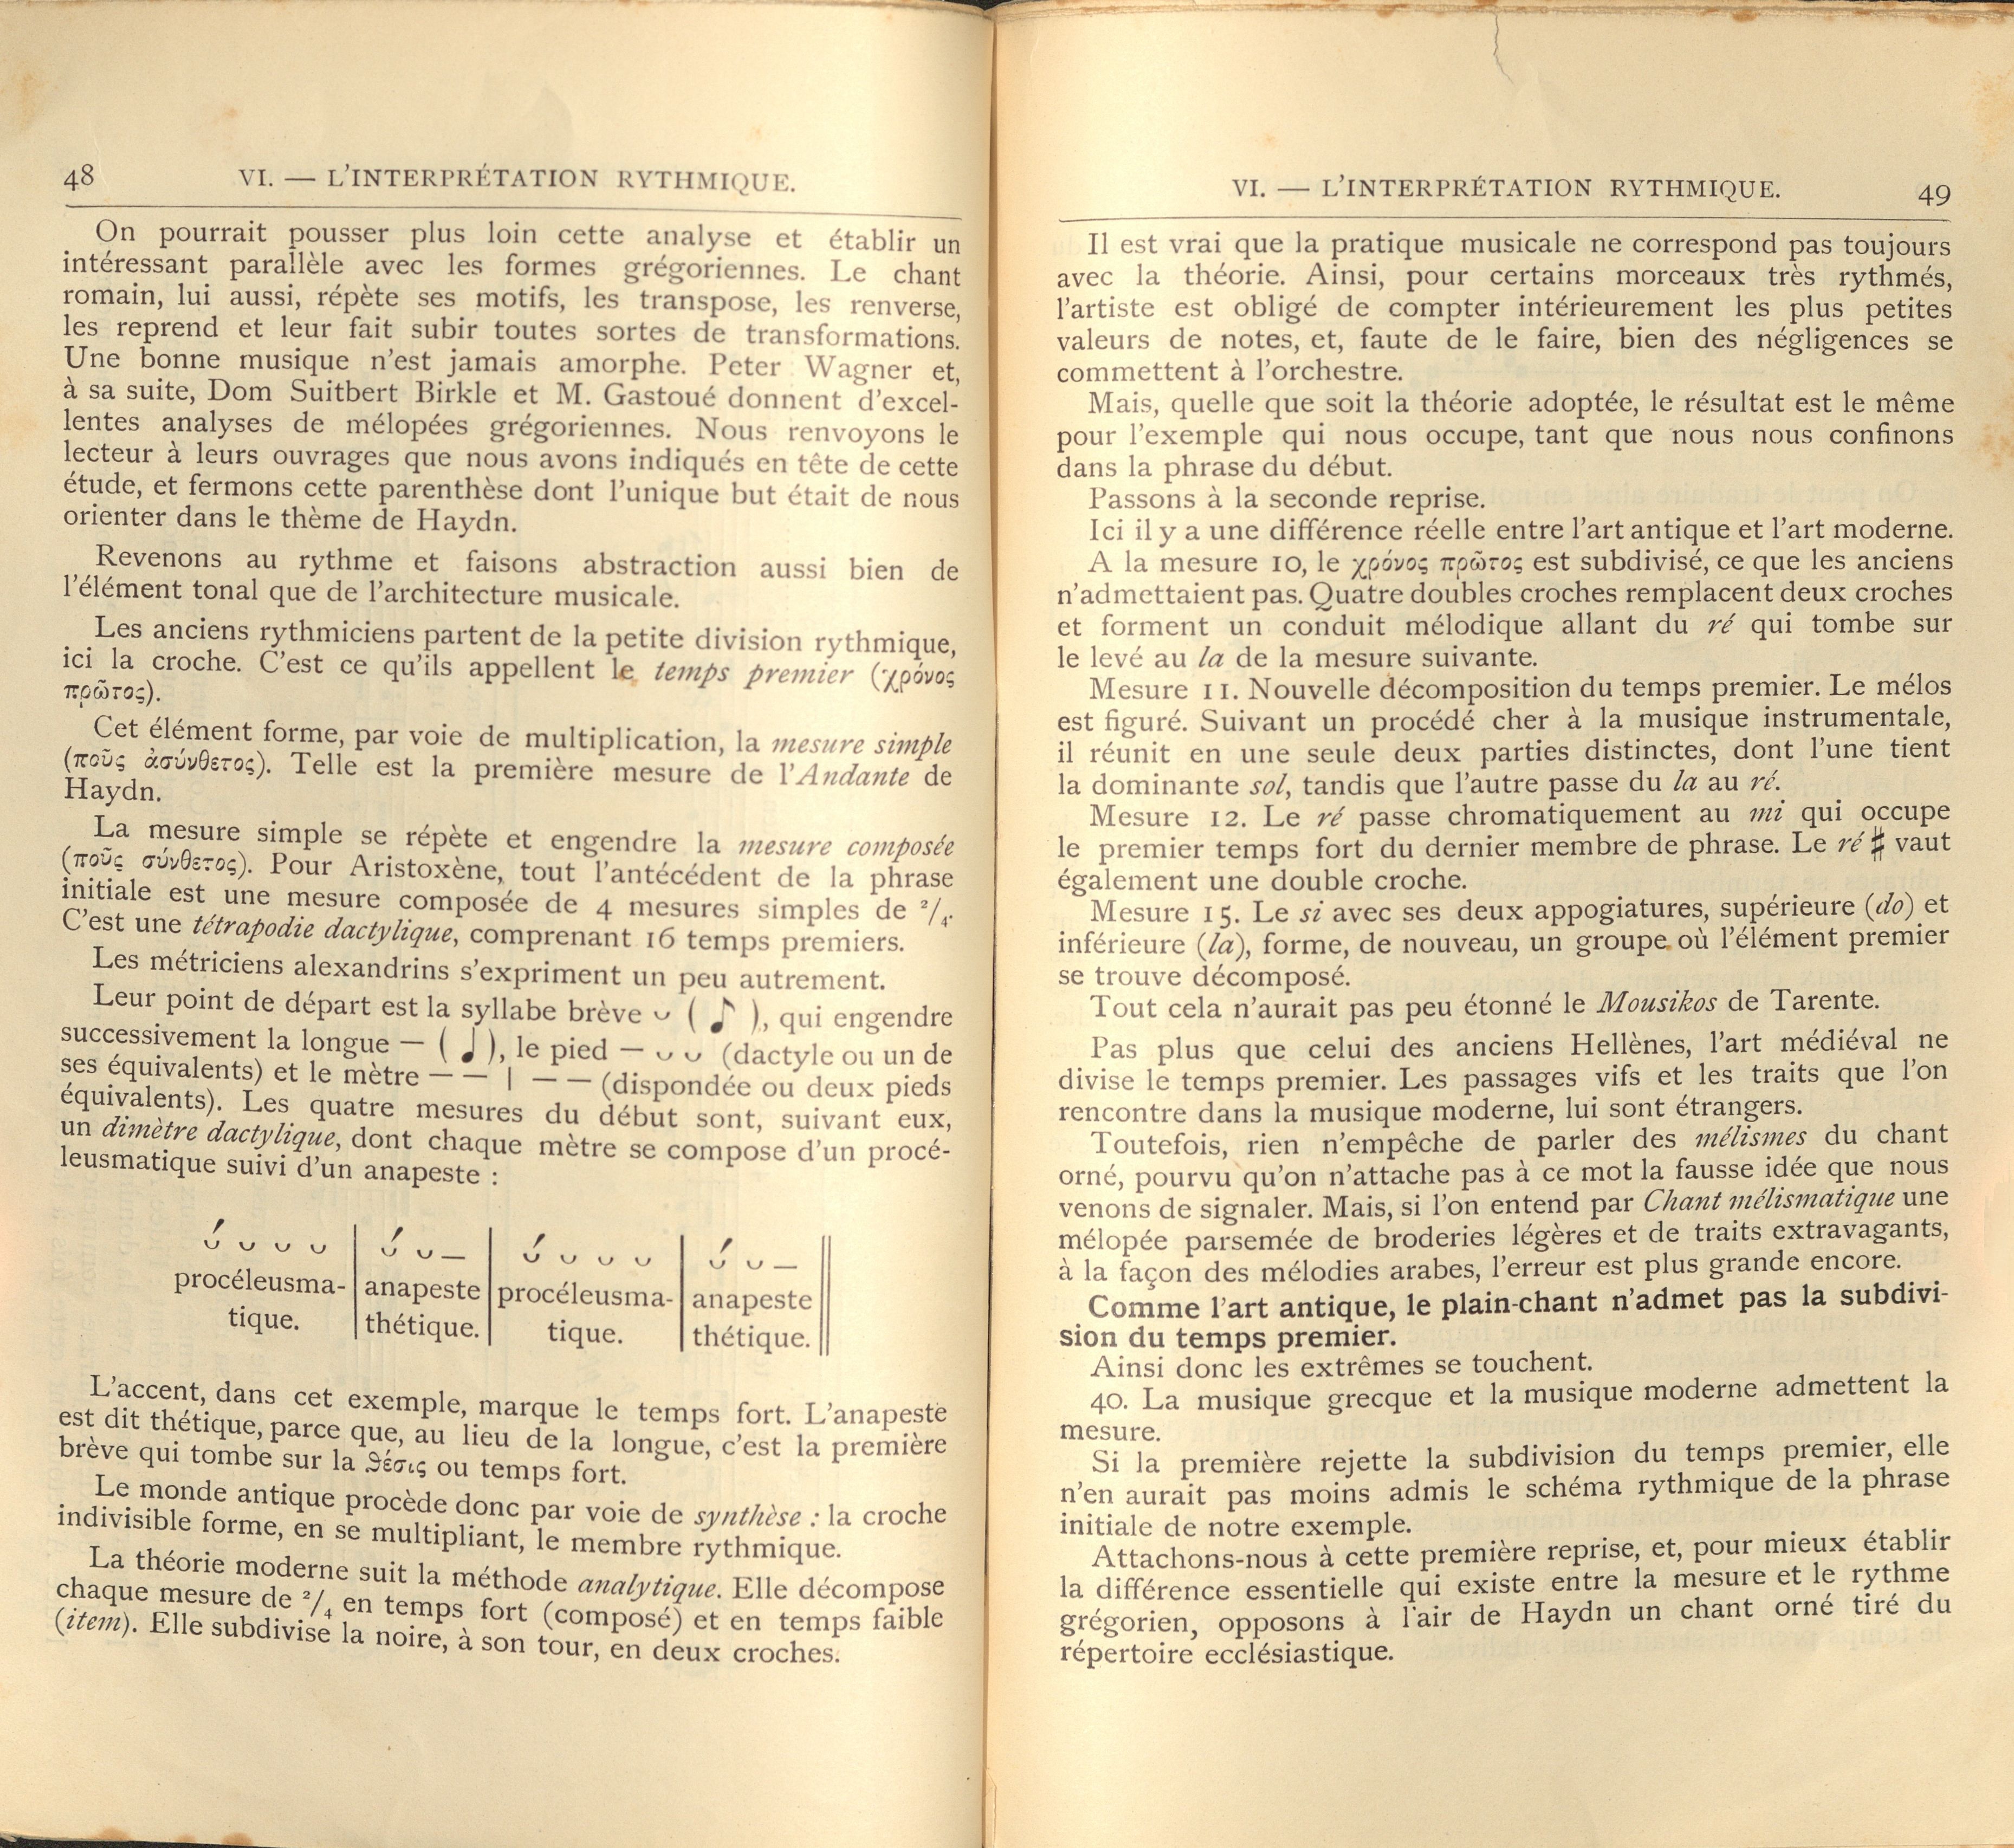 48 VI. — L'INTERPRÉTATION RYTHMIQUE.
On pourrait pousser plus loin cette analyse et établir un
intéressant parallèle avec les formes grégoriennes. Le chant
romain, lui aussi, répète ses motifs, les transpose, les renverse,
les reprend et leur fait subir toutes sortes de transformations.
Une bonne musique n'est jamais amorphe. Peter Wagner et,
à sa suite, Dom Suitbert Birkle et M. Gastoué donnent d'excel-
lentes analyses de mélopées grégoriennes. Nous renvoyons le
lecteur à leurs ouvrages que nous avons indiqués en tête de cette
étude, et fermons cette parenthèse dont l'unique but était de nous
orienter dans le thème de Haydn.
Revenons au rythme et faisons abstraction aussi bien de
l'élément tonal que de l'architecture musicale.
Les anciens rythmiciens partent de la petite division rythmique,
ici la croche. C'est ce qu'ils appellent le temps premier (χρόνος
πρῶτος).
Cet élément forme, par voie de multiplication, la mesure simple
(ποῦς ἀσύνθετος). Telle est la première mesure de l'Andante de
Haydn.
La mesure simple se répète et engendre la mesure composée
(ποῦς σύνθετος). Pour Aristoxène, tout l'antécédent de la phrase
initiale est une mesure composée de 4 mesures simples de 2/4.
C'est une tétrapodie dactylique, comprenant 16 temps premiers.
Les métriciens alexandrins s'expriment un peu autrement.
Leur point de départ est la syllabe brève ᴗ ( ♪ ), qui engendre
successivement la longue — ( ♩ ), le pied — ᴗ ᴗ (dactyle ou un de
ses équivalents) et le mètre — — | — — (dispondée ou deux pieds
équivalents). Les quatre mesures du début sont, suivant eux,
un dimètre dactylique, dont chaque mètre se compose d'un procé-
leusmatique suivi d'un anapeste :
ᴗ́ ᴗ ᴗ ᴗ | ᴗ́ ᴗ — | ᴗ́ ᴗ ᴗ ᴗ | ᴗ́ ᴗ — ||
procéleusma- | anapeste | procéleusma- | anapeste
tique. | thétique. | tique. | thétique.
L'accent, dans cet exemple, marque le temps fort. L'anapeste
est dit thétique, parce que, au lieu de la longue, c'est la première
brève qui tombe sur la ϑέσις ou temps fort.
Le monde antique procède donc par voie de synthèse : la croche
indivisible forme, en se multipliant, le membre rythmique.
La théorie moderne suit la méthode analytique. Elle décompose
chaque mesure de 2/4 en temps fort (composé) et en temps faible
(item). Elle subdivise la noire, à son tour, en deux croches.
VI. — L'INTERPRÉTATION RYTHMIQUE. 49
Il est vrai que la pratique musicale ne correspond pas toujours
avec la théorie. Ainsi, pour certains morceaux très rythmés,
l'artiste est obligé de compter intérieurement les plus petites
valeurs de notes, et, faute de le faire, bien des négligences se
commettent à l'orchestre.
Mais, quelle que soit la théorie adoptée, le résultat est le même
pour l'exemple qui nous occupe, tant que nous nous confinons
dans la phrase du début.
Passons à la seconde reprise.
Ici il y a une différence réelle entre l'art antique et l'art moderne.
A la mesure 10, le χρόνος πρῶτος est subdivisé, ce que les anciens
n'admettaient pas. Quatre doubles croches remplacent deux croches
et forment un conduit mélodique allant du ré qui tombe sur
le levé au la de la mesure suivante.
Mesure 11. Nouvelle décomposition du temps premier. Le mélos
est figuré. Suivant un procédé cher à la musique instrumentale,
il réunit en une seule deux parties distinctes, dont l'une tient
la dominante sol, tandis que l'autre passe du la au ré.
Mesure 12. Le ré passe chromatiquement au mi qui occupe
le premier temps fort du dernier membre de phrase. Le ré ♯ vaut
également une double croche.
Mesure 15. Le si avec ses deux appogiatures, supérieure (do) et
inférieure (la), forme, de nouveau, un groupe où l'élément premier
se trouve décomposé.
Tout cela n'aurait pas peu étonné le Mousikos de Tarente.
Pas plus que celui des anciens Hellènes, l'art médiéval ne
divise le temps premier. Les passages vifs et les traits que l'on
rencontre dans la musique moderne, lui sont étrangers.
Toutefois, rien n'empêche de parler des mélismes du chant
orné, pourvu qu'on n'attache pas à ce mot la fausse idée que nous
venons de signaler. Mais, si l'on entend par Chant mélismatique une
mélopée parsemée de broderies légères et de traits extravagants,
à la façon des mélodies arabes, l'erreur est plus grande encore.
Comme l'art antique, le plain-chant n'admet pas la subdivi-
sion du temps premier.
Ainsi donc les extrêmes se touchent.
40. La musique grecque et la musique moderne admettent la
mesure.
Si la première rejette la subdivision du temps premier, elle
n'en aurait pas moins admis le schéma rythmique de la phrase
initiale de notre exemple.
Attachons-nous à cette première reprise, et, pour mieux établir
la différence essentielle qui existe entre la mesure et le rythme
grégorien, opposons à l'air de Haydn un chant orné tiré du
répertoire ecclésiastique.